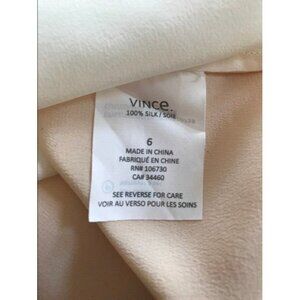 VINCE.
100% SILK/SOIE
6
MADE IN CHINA
FABRIQUÉ EN CHINE
RN# 106730
CA# 34460
SEE REVERSE FOR CARE
VOIR AU VERSO POUR LES SOINS